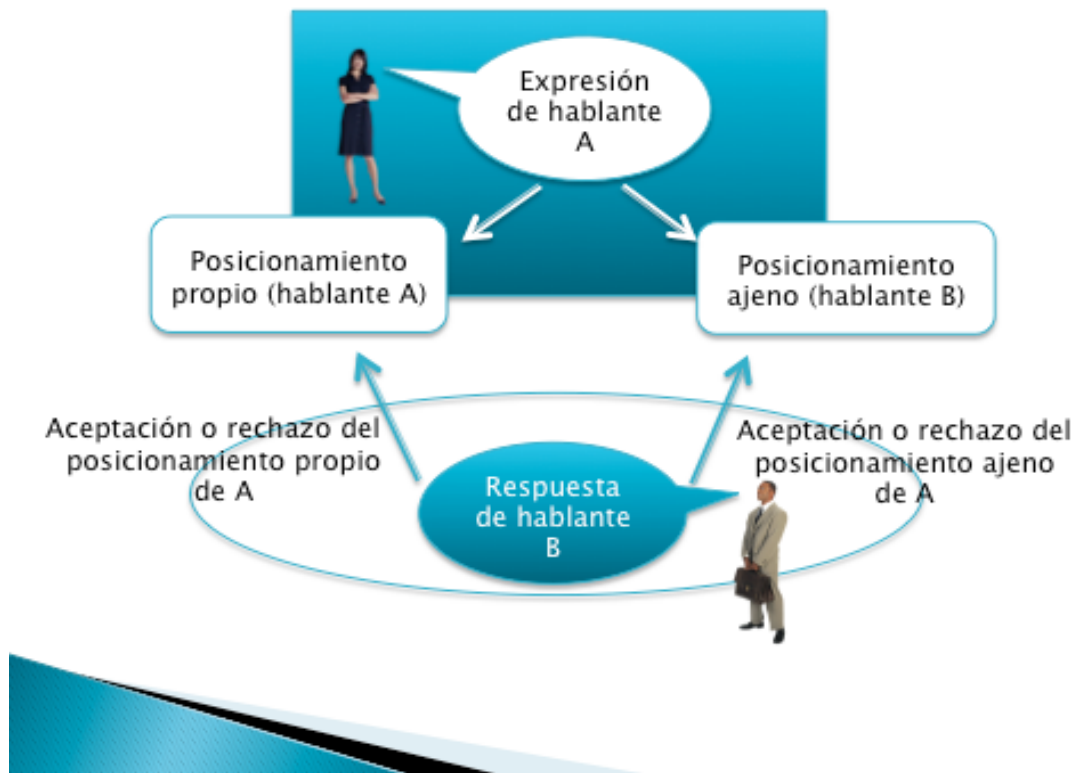 Expresión
de hablante
A
Posicionamiento
propio (hablante A)
Posicionamiento
ajeno (hablante B)
Aceptación o rechazo del
posicionamiento propio
de A
Aceptación o rechazo del
posicionamiento ajeno
de A
Respuesta
de hablante
B